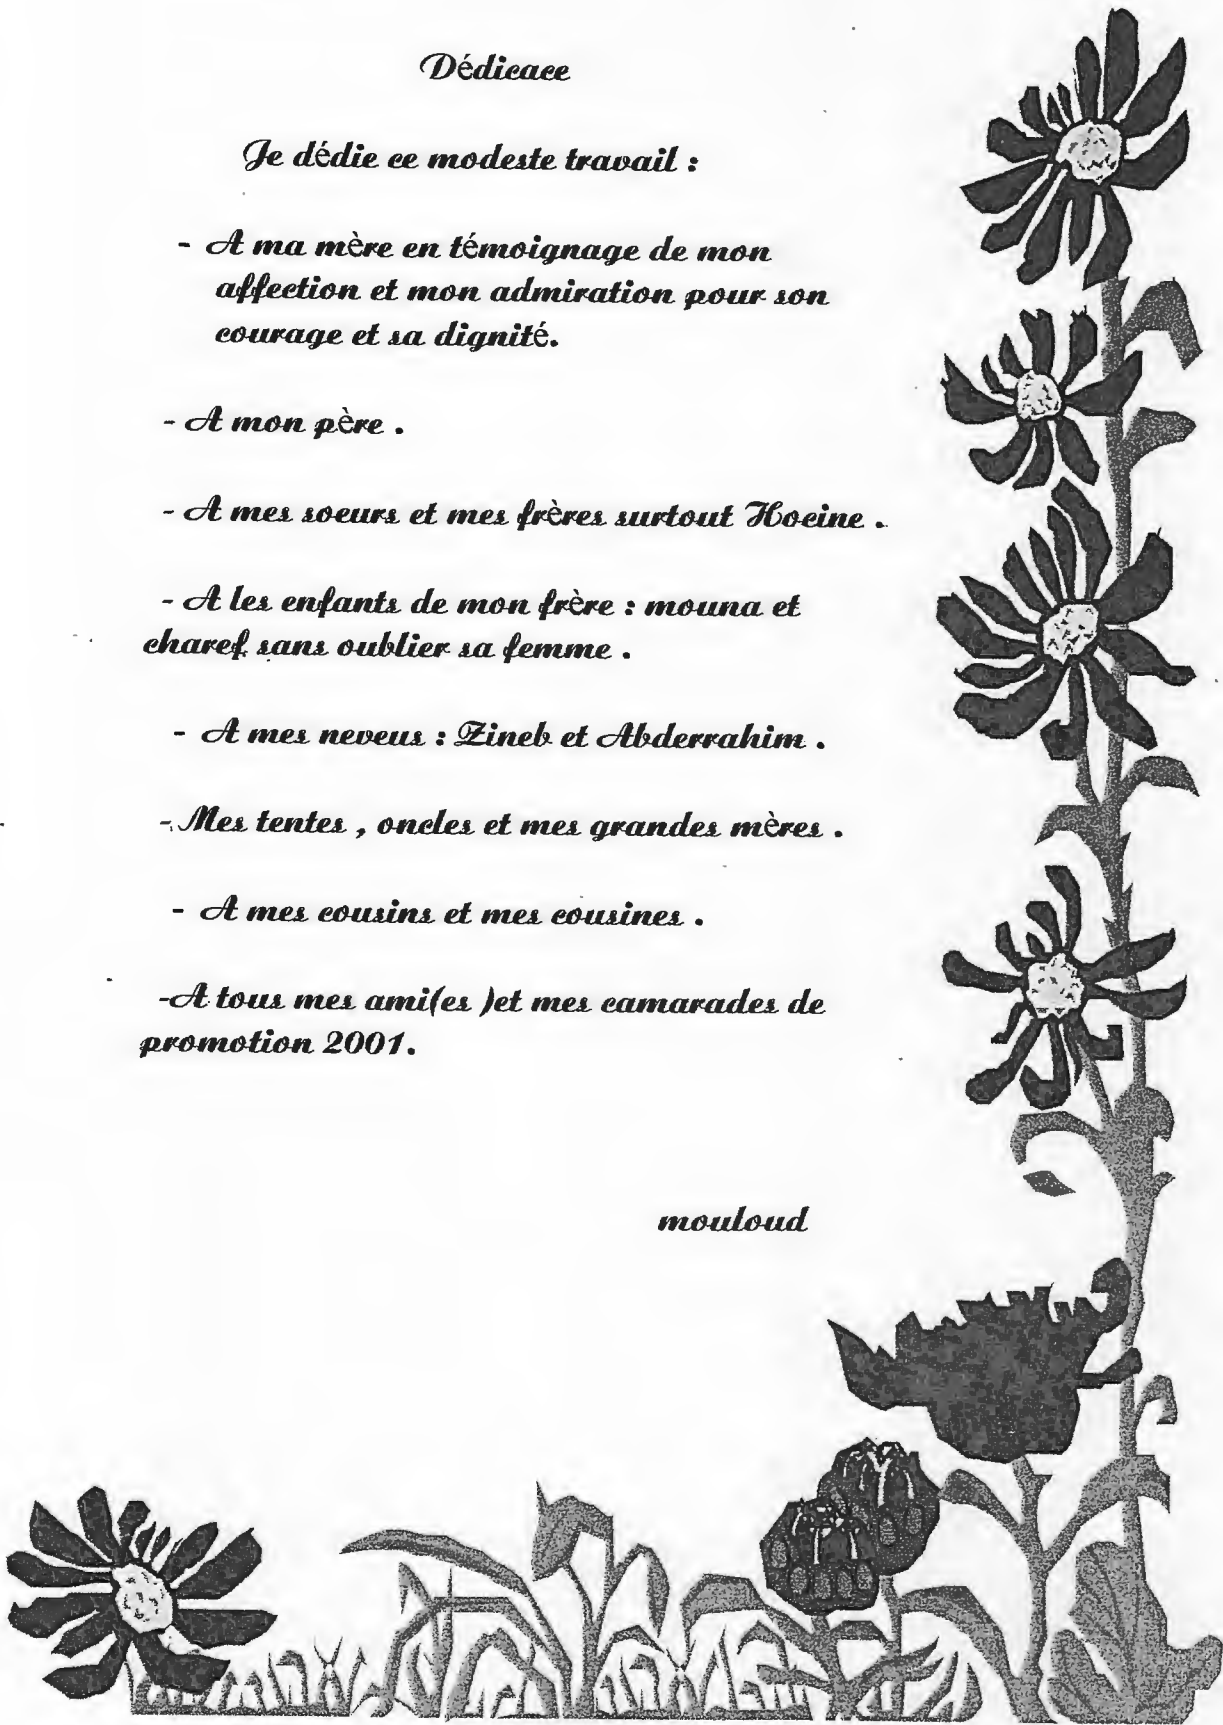 Dédicace
Je dédie ce modeste travail :
- A ma mère en témoignage de mon
affection et mon admiration pour son
courage et sa dignité.
- A mon père .
- A mes soeurs et mes frères surtout Hocine .
- A les enfants de mon frère : mouna et
charef sans oublier sa femme .
- A mes neveus : Zineb et Abderrahim .
- Mes tentes , oncles et mes grandes mères .
- A mes cousins et mes cousines .
-A tous mes ami(es )et mes camarades de
promotion 2001.
mouloud